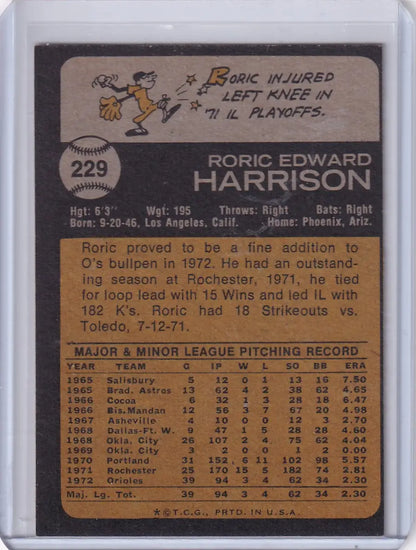 RORIC INJURED
LEFT KNEE IN
'71 IL PLAYOFFS.
229
RORIC EDWARD
HARRISON
Hgt: 6'3" Wgt: 195 Throws: Right Bats: Right
Born: 9-20-46, Los Angeles, Calif. Home: Phoenix, Ariz.
Roric proved to be a fine addition to
O's bullpen in 1972. He had an outstand-
ing season at Rochester, 1971, he tied
for loop lead with 15 Wins and led IL with
182 K's. Roric had 18 Strikeouts vs.
Toledo, 7-12-71.
MAJOR & MINOR LEAGUE PITCHING RECORD
YEAR TEAM G IP W L SO BB ERA
1965 Salisbury 5 12 0 1 13 16 7.50
1965 Brad. Astros 13 62 4 2 38 62 4.65
1966 Cocoa 6 32 0 1 28 18 6.47
1966 Bis.Mandan 12 56 3 7 67 20 4.98
1967 Asheville 4 10 0 0 12 3 2.70
1968 Dallas-Ft. W. 9 47 1 5 28 28 4.60
1968 Okla. City 26 107 2 4 75 62 4.04
1969 Okla. City 3 2 0 0 1 2 0.00
1970 Portland 31 152 6 11 102 98 5.57
1971 Rochester 25 170 15 5 182 74 2.81
1972 Orioles 39 94 3 4 62 34 2.30
Maj. Lg. Tot. 39 94 3 4 62 34 2.30
*©T.C.G., PRTD. IN U.S.A.